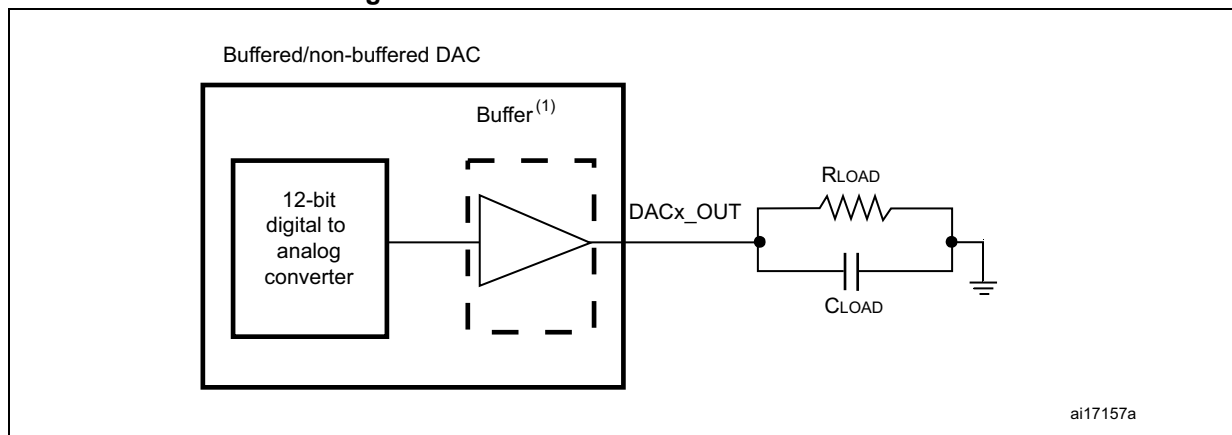 Buffered/non-buffered DAC
Buffer(1)
12-bit
digital to
analog
converter
DACx_OUT
RLOAD
CLOAD
ai17157a